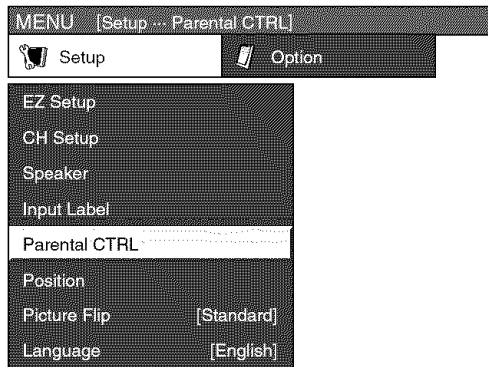 MENU [Setup ··· Parental CTRL]
Setup Option
EZ Setup
CH Setup
Speaker
Input Label
Parental CTRL
Position
Picture Flip [Standard]
Language [English]